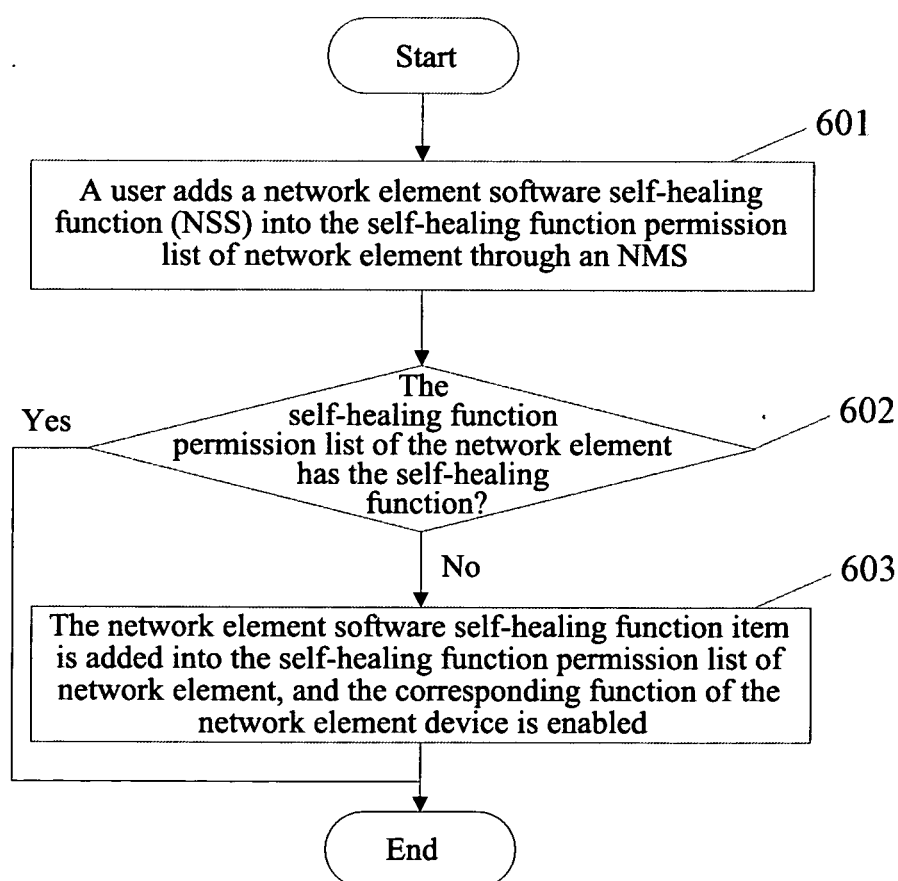 Start
601
A user adds a network element software self-healing
function (NSS) into the self-healing function permission
list of network element through an NMS
Yes
The
self-healing function
permission list of the network element
has the self-healing
function?
602
No
603
The network element software self-healing function item
is added into the self-healing function permission list of
network element, and the corresponding function of the
network element device is enabled
End